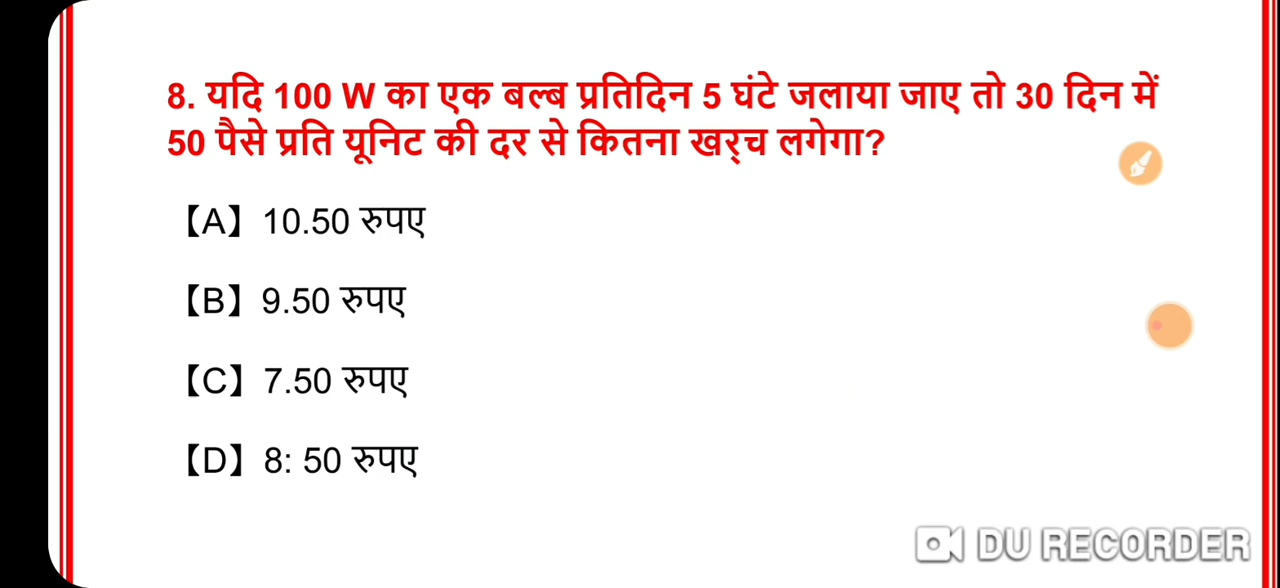 8. यदि 100 W का एक बल्ब प्रतिदिन 5 घंटे जलाया जाए तो 30 दिन में
50 पैसे प्रति यूनिट की दर से कितना खर्‌च लगेगा?
【A】10.50 रुपए
【B】9.50 रुपए
【C】7.50 रुपए
【D】8: 50 रुपए
DU RECORDER